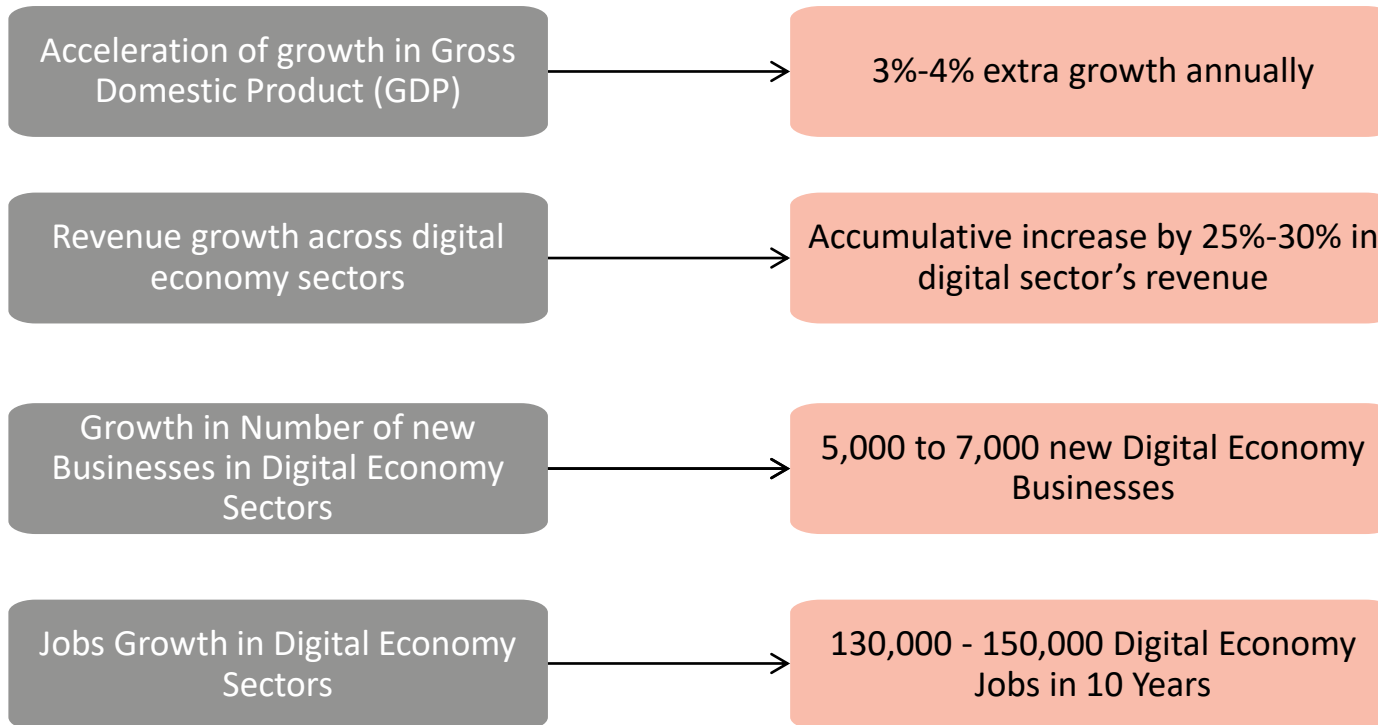 Acceleration of growth in Gross
Domestic Product (GDP)
3%-4% extra growth annually
Revenue growth across digital
economy sectors
Accumulative increase by 25%-30% in
digital sector’s revenue
Growth in Number of new
Businesses in Digital Economy
Sectors
5,000 to 7,000 new Digital Economy
Businesses
Jobs Growth in Digital Economy
Sectors
130,000 - 150,000 Digital Economy
Jobs in 10 Years